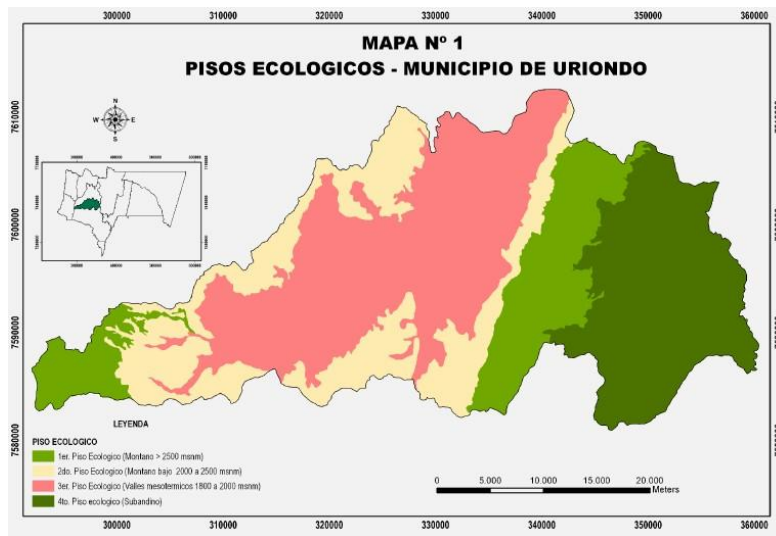 300000 310000 320000 330000 340000 350000 360000
MAPA Nº 1
PISOS ECOLOGICOS - MUNICIPIO DE URIONDO
N
W E
S
7610000
7600000
7590000
7580000
LEYENDA
PISO ECOLOGICO
1er. Piso Ecologico (Montano > 2500 msnm)
2do. Piso Ecologico (Montano bajo 2000 a 2500 msnm)
3er. Piso Ecologico (Valles mesotermicos 1800 a 2000 msnm)
4to. Piso ecologico (Subandino)
0 5.000 10.000 15.000 20.000
Meters
300000 310000 320000 330000 340000 350000 360000